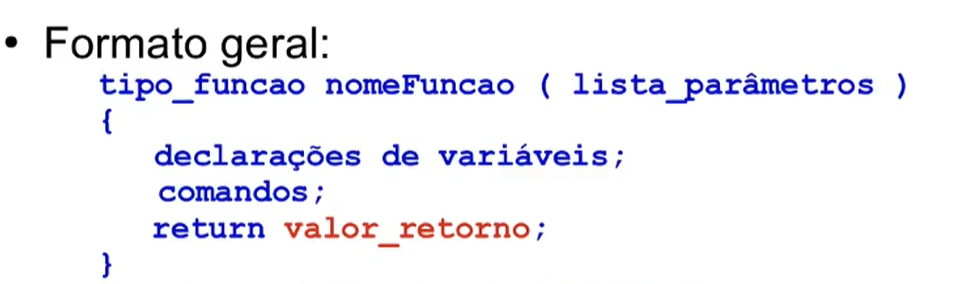 • Formato geral:
tipo_funcao nomeFuncao ( lista_parâmetros )
{
declarações de variáveis;
comandos;
return valor_retorno;
}